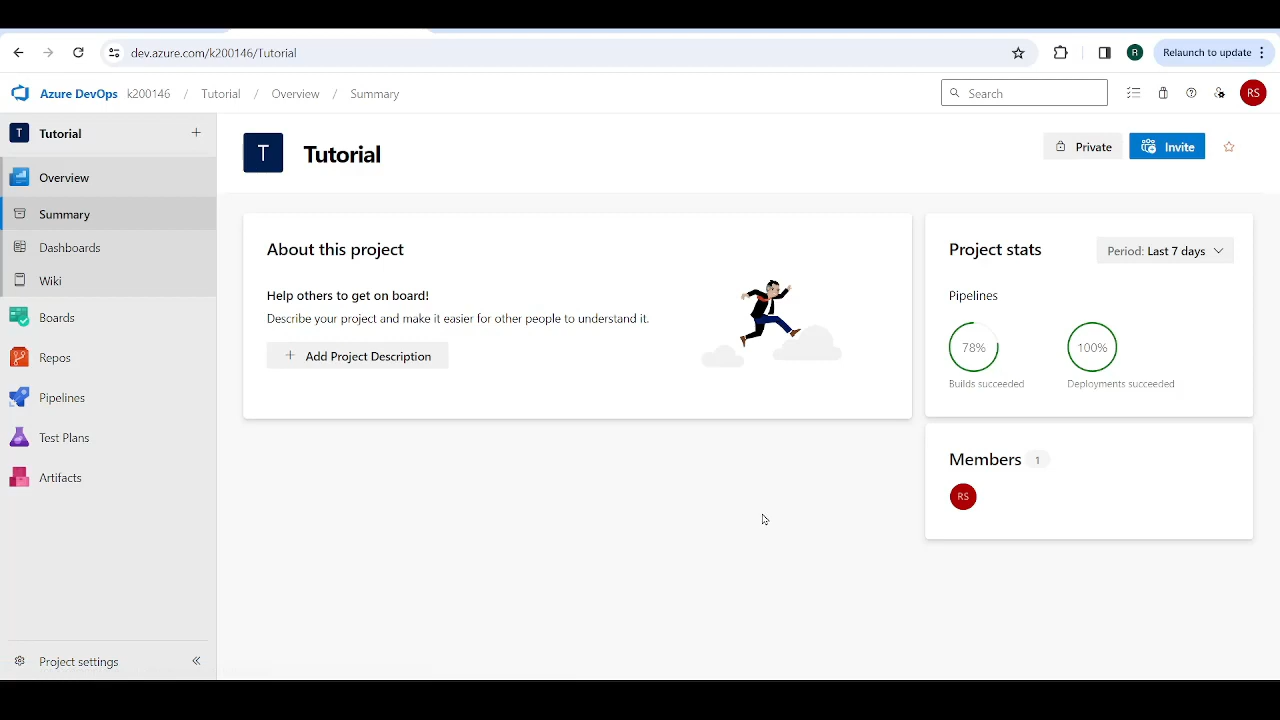 dev.azure.com/k200146/Tutorial
R
Relaunch to update
Azure DevOps k200146 / Tutorial / Overview / Summary
Search
RS
T Tutorial +
Overview
Summary
Dashboards
Wiki
Boards
Repos
Pipelines
Test Plans
Artifacts
Project settings
T Tutorial
Private
Invite
About this project
Help others to get on board!
Describe your project and make it easier for other people to understand it.
+ Add Project Description
Project stats
Period: Last 7 days
Pipelines
78% 100%
Builds succeeded Deployments succeeded
Members 1
RS